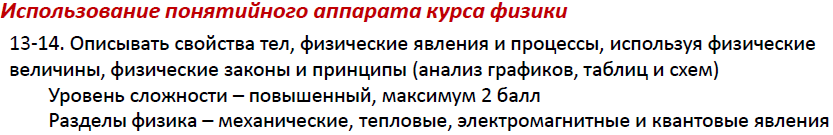 Использование понятийного аппарата курса физики
13-14. Описывать свойства тел, физические явления и процессы, используя физические
величины, физические законы и принципы (анализ графиков, таблиц и схем)
Уровень сложности – повышенный, максимум 2 балл
Разделы физика – механические, тепловые, электромагнитные и квантовые явления